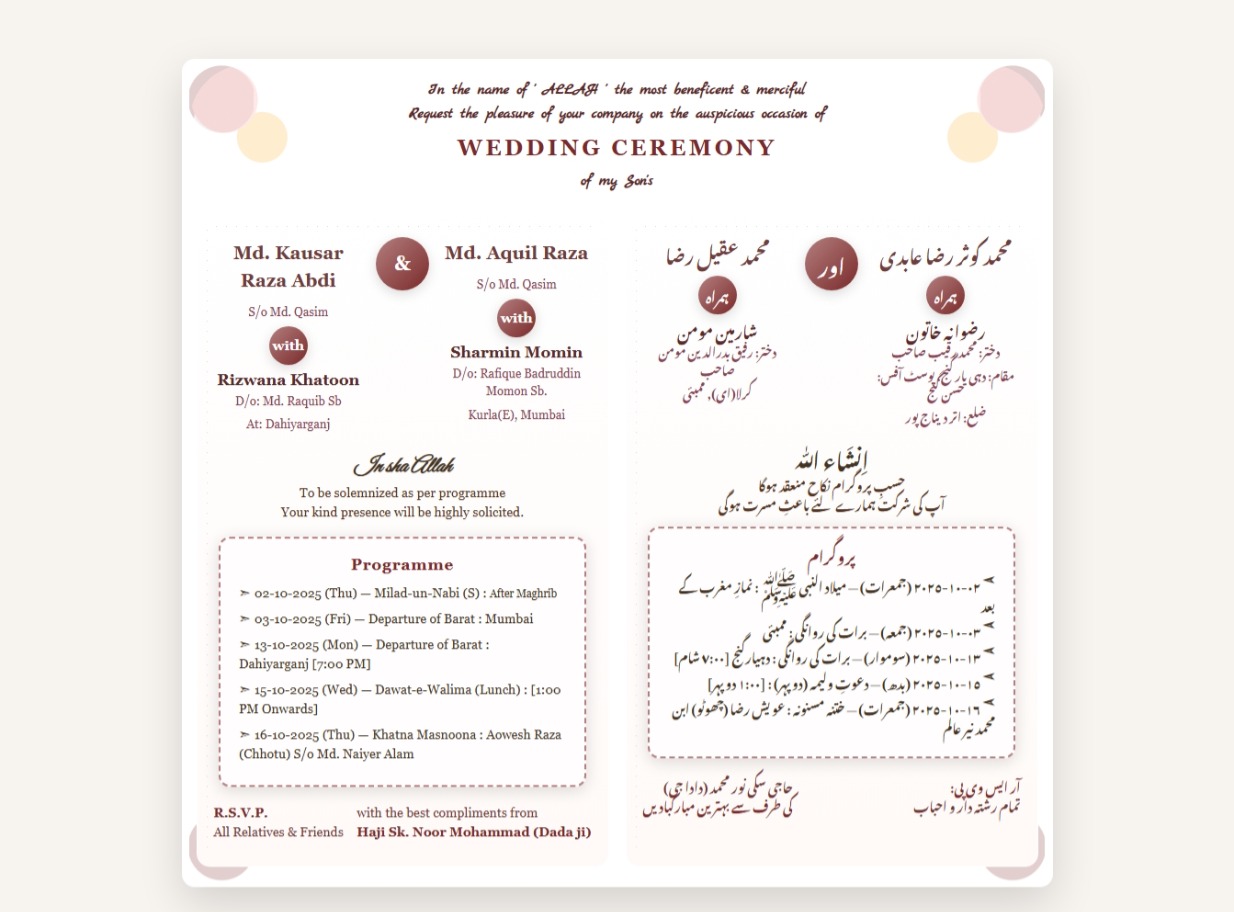 In the name of ' ALLAH ' the most beneficent & merciful
Request the pleasure of your company on the auspicious occasion of
WEDDING CEREMONY
of my Son's
Md. Kausar
Raza Abdi
S/o Md. Qasim
with
Rizwana Khatoon
D/o: Md. Raquib Sb
At: Dahiyarganj
&
Md. Aquil Raza
S/o Md. Qasim
with
Sharmin Momin
D/o: Rafique Badruddin
Momon Sb.
Kurla(E), Mumbai
In sha Allah
To be solemnized as per programme
Your kind presence will be highly solicited.
Programme
➣ 02-10-2025 (Thu) — Milad-un-Nabi (S) : After Maghrib
➣ 03-10-2025 (Fri) — Departure of Barat : Mumbai
➣ 13-10-2025 (Mon) — Departure of Barat :
Dahiyarganj [7:00 PM]
➣ 15-10-2025 (Wed) — Dawat-e-Walima (Lunch) : [1:00
PM Onwards]
➣ 16-10-2025 (Thu) — Khatna Masnoona : Aowesh Raza
(Chhotu) S/o Md. Naiyer Alam
R.S.V.P.
All Relatives & Friends
with the best compliments from
Haji Sk. Noor Mohammad (Dada ji)
محمد کوثر رضا عابدی
ہمراہ
رضوانہ خاتون
دختر: محمد رقیب صاحب
مقام: دہی یار گنج پوسٹ آفس:
حسن گنج
ضلع: اتر دیناج پور
اور
محمد عقیل رضا
ہمراہ
شارمین مومن
دختر: رفیق بدرالدین مومن
صاحب
کرلا(ای), ممبئی
اِنشَاء اللہ
حسبِ پروگرام نکاح منعقد ہوگا
آپ کی شرکت ہمارے لئے باعثِ مسرت ہوگی
پروگرام
➣ ۰۲-۱۰-۲۰۲۵ (جمعرات) — میلاد النبی ﷺ : نمازِ مغرب کے
بعد
➣ ۰۳-۱۰-۲۰۲۵ (جمعہ) — برات کی روانگی : ممبئی
➣ ۱۳-۱۰-۲۰۲۵ (سوموار) — برات کی روانگی : دہیار گنج [۷:۰۰ شام]
➣ ۱۵-۱۰-۲۰۲۵ (بدھ) — دعوتِ ولیمہ (دوپہر) : [۱:۰۰ دوپہر]
➣ ۱۶-۱۰-۲۰۲۵ (جمعرات) — ختنہ مسنونہ : عویش رضا (چھوٹو) ابن
محمد نیر عالم
آر ایس وی پی:
تمام رشتہ دار و احباب
حاجی سکی نور محمد (دادا جی)
کی طرف سے بہترین مبارکبادیں